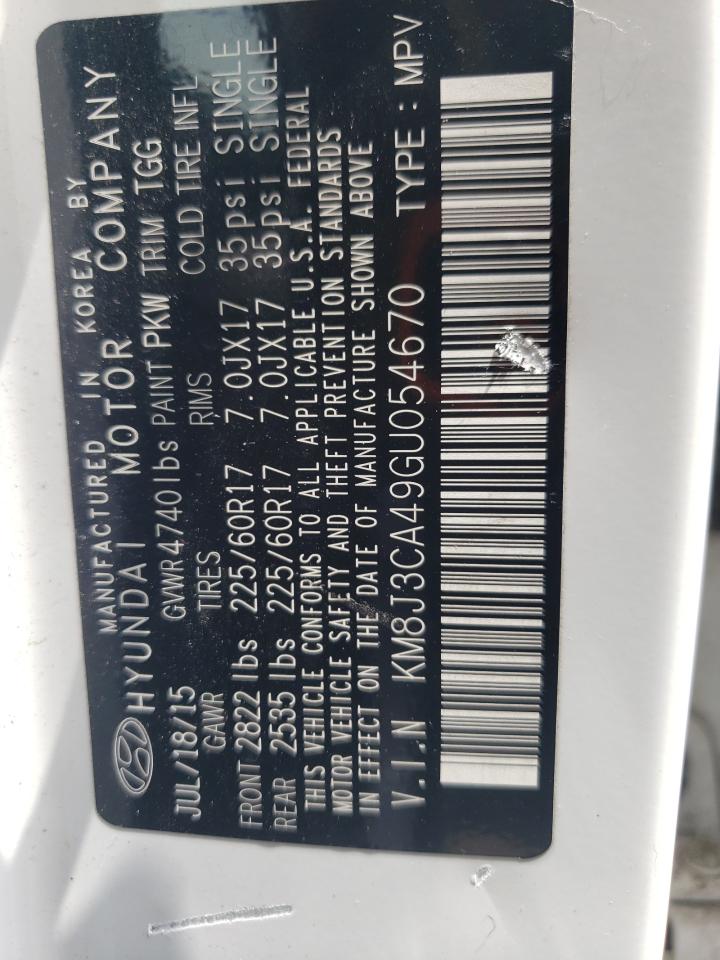 MANUFACTURED IN KOREA BY
HYUNDAI MOTOR COMPANY
JUL/18/15 GVWR 4740lbs PAINT PKW TRIM TGG
GAWR TIRES RIMS COLD TIRE INFL
FRONT 2822 lbs 225/60R17 7.0JX17 35psi SINGLE
REAR 2535 lbs 225/60R17 7.0JX17 35psi SINGLE
THIS VEHICLE CONFORMS TO ALL APPLICABLE U.S.A FEDERAL
MOTOR VEHICLE SAFETY AND THEFT PREVENTION STANDARDS
IN EFFECT ON THE DATE OF MANUFACTURE SHOWN ABOVE
V.I.N KM8J3CA49GU054670 TYPE : MPV